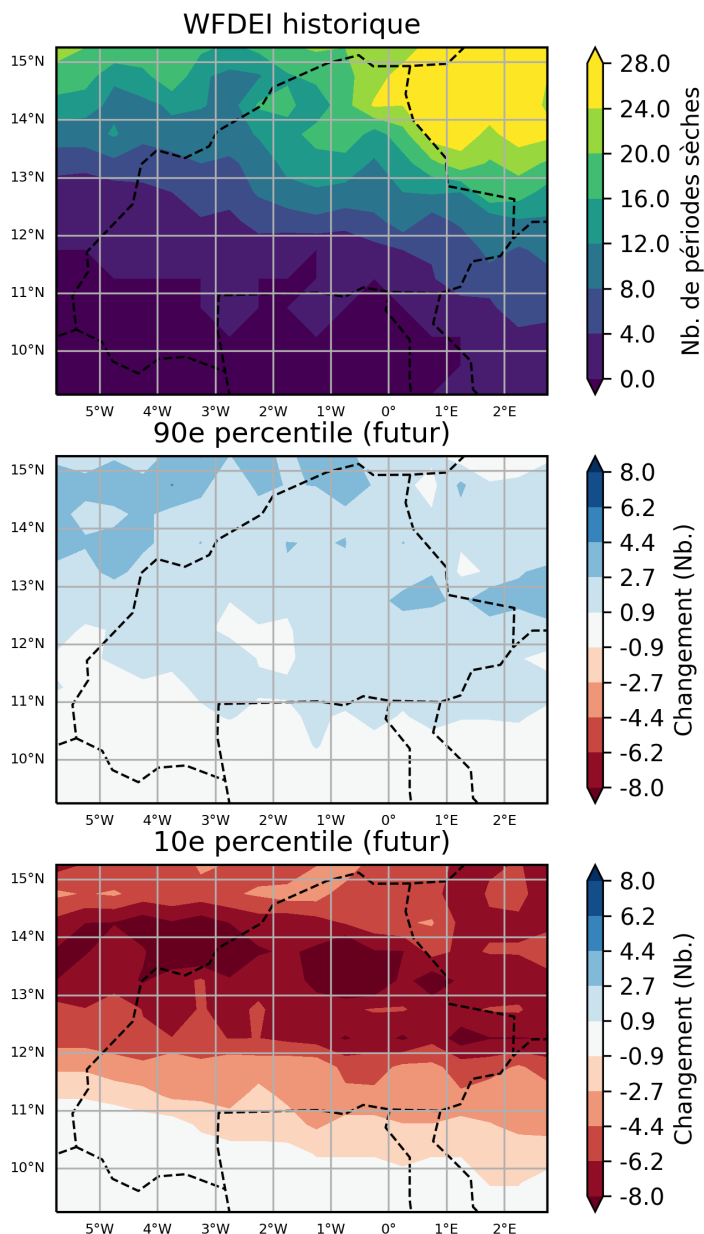 WFDEI historique
15°N
14°N
13°N
12°N
11°N
10°N
5°W 4°W 3°W 2°W 1°W 0° 1°E 2°E
28.0
24.0
20.0
16.0
12.0
8.0
4.0
0.0
Nb. de périodes sèches
90e percentile (futur)
15°N
14°N
13°N
12°N
11°N
10°N
5°W 4°W 3°W 2°W 1°W 0° 1°E 2°E
8.0
6.2
4.4
2.7
0.9
-0.9
-2.7
-4.4
-6.2
-8.0
Changement (Nb.)
10e percentile (futur)
15°N
14°N
13°N
12°N
11°N
10°N
5°W 4°W 3°W 2°W 1°W 0° 1°E 2°E
8.0
6.2
4.4
2.7
0.9
-0.9
-2.7
-4.4
-6.2
-8.0
Changement (Nb.)